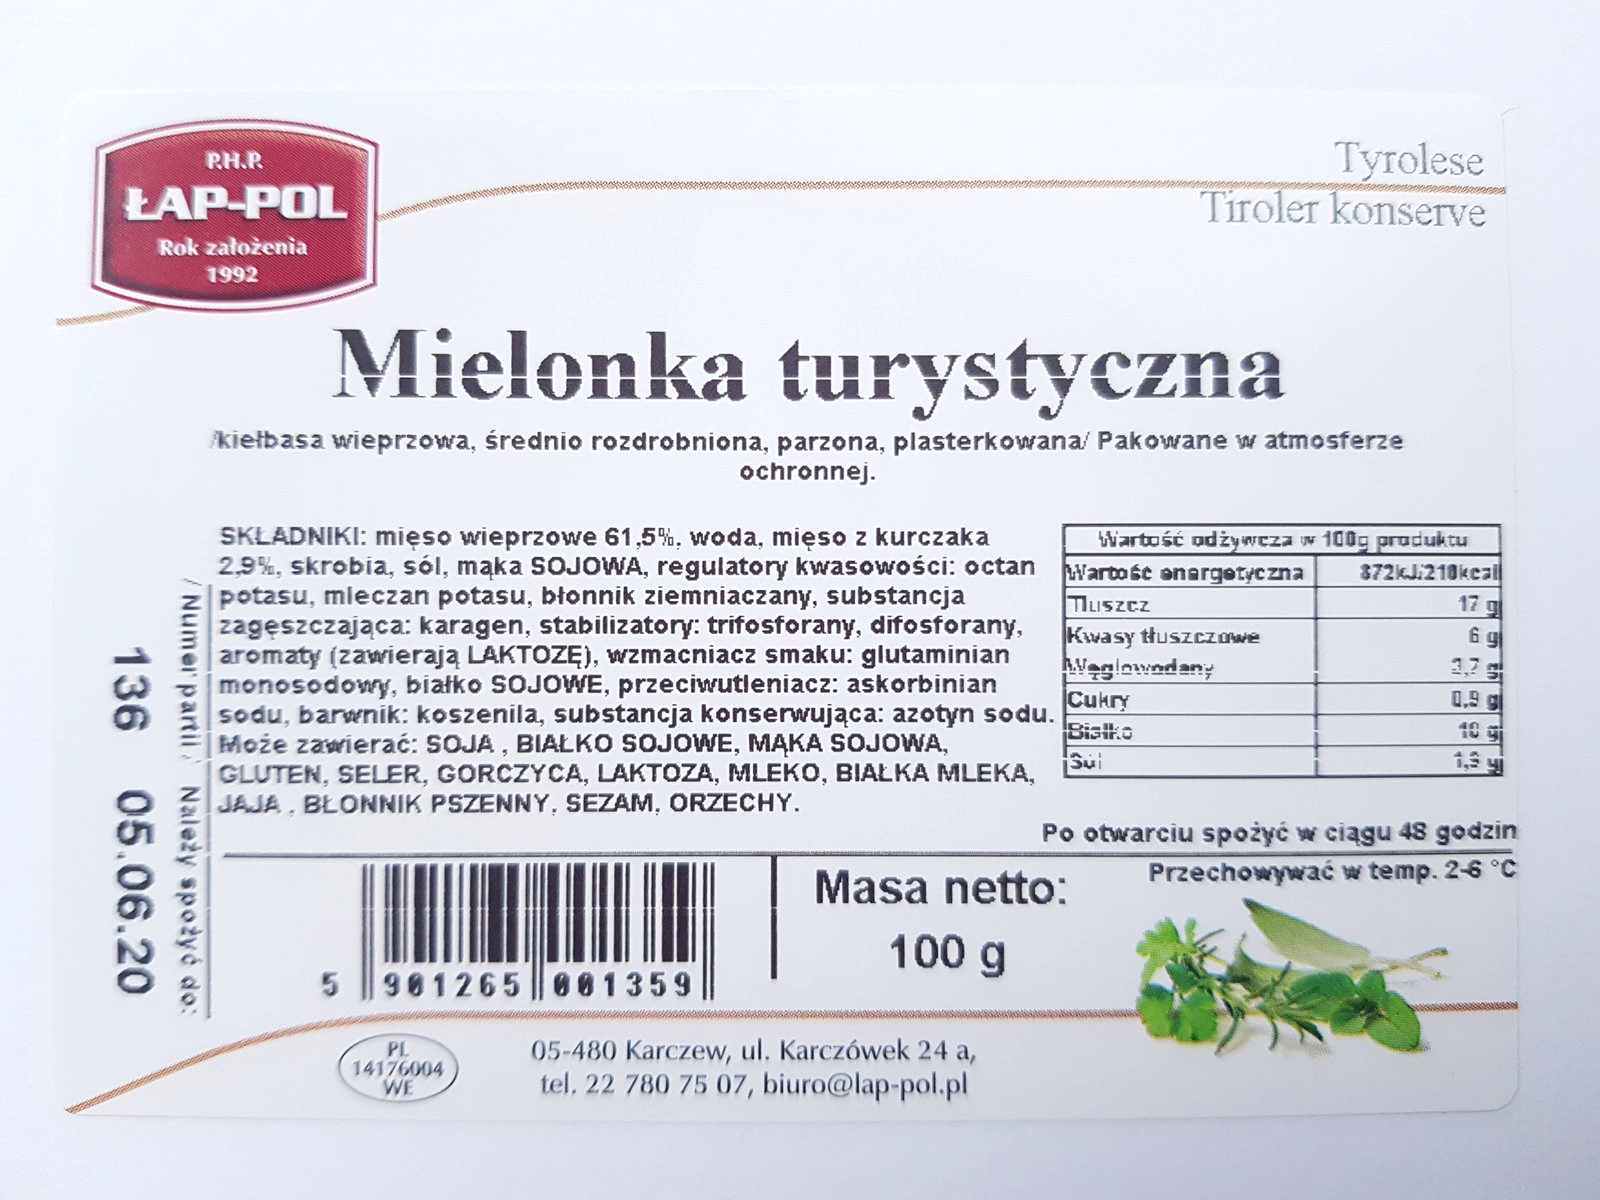 P.H.P.
ŁAP-POL
Rok założenia
1992
Tyrolese
Tiroler konserve
Mielonka turystyczna
/kiełbasa wieprzowa, średnio rozdrobniona, parzona, plasterkowana/ Pakowane w atmosferze
ochronnej.
SKŁADNIKI: mięso wieprzowe 61,5%, woda, mięso z kurczaka
2,9%, skrobia, sól, mąka SOJOWA, regulatory kwasowości: octan
potasu, mleczan potasu, błonnik ziemniaczany, substancja
zagęszczająca: karagen, stabilizatory: trifosforany, difosforany,
aromaty (zawierają LAKTOZĘ), wzmacniacz smaku: glutaminian
monosodowy, białko SOJOWE, przeciwutleniacz: askorbinian
sodu, barwnik: koszenila, substancja konserwująca: azotyn sodu.
Może zawierać: SOJA , BIAŁKO SOJOWE, MĄKA SOJOWA,
GLUTEN, SELER, GORCZYCA, LAKTOZA, MLEKO, BIAŁKA MLEKA,
JAJA , BŁONNIK PSZENNY, SEZAM, ORZECHY.
Wartość odżywcza w 100g produktu
Wartość energetyczna 872kJ/210kcal
Tłuszcz 17 g
Kwasy tłuszczowe 6 g
Węglowodany 3,7 g
Cukry 0,9 g
Białko 10 g
Sól 1,9 g
Po otwarciu spożyć w ciągu 48 godzin
Przechowywać w temp. 2-6 °C
/Numer partii/ Należy spożyć do:
136 05.06.20
5 901265 001359
Masa netto:
100 g
PL
14176004
WE
05-480 Karczew, ul. Karczówek 24 a,
tel. 22 780 75 07, biuro@lap-pol.pl